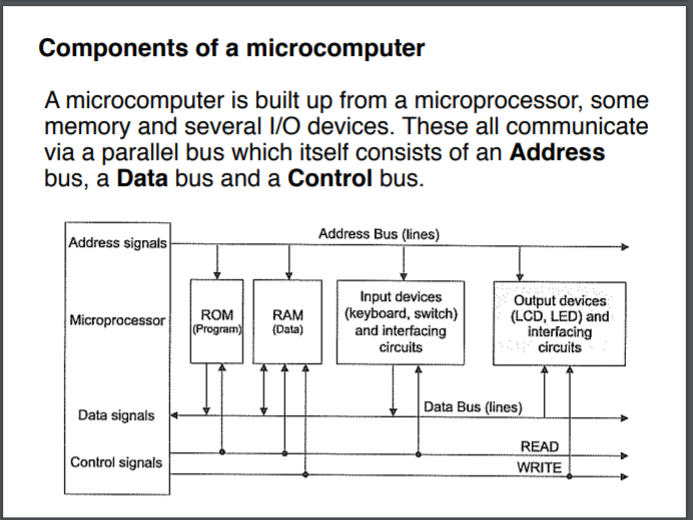 Components of a microcomputer
A microcomputer is built up from a microprocessor, some
memory and several I/O devices. These all communicate
via a parallel bus which itself consists of an Address
bus, a Data bus and a Control bus.
Address Bus (lines)
Address signals
Microprocessor
ROM
(Program)
RAM
(Data)
Input devices
(keyboard, switch)
and interfacing
circuits
Output devices
(LCD, LED) and
interfacing
circuits
Data signals
Data Bus (lines)
Control signals
READ
WRITE